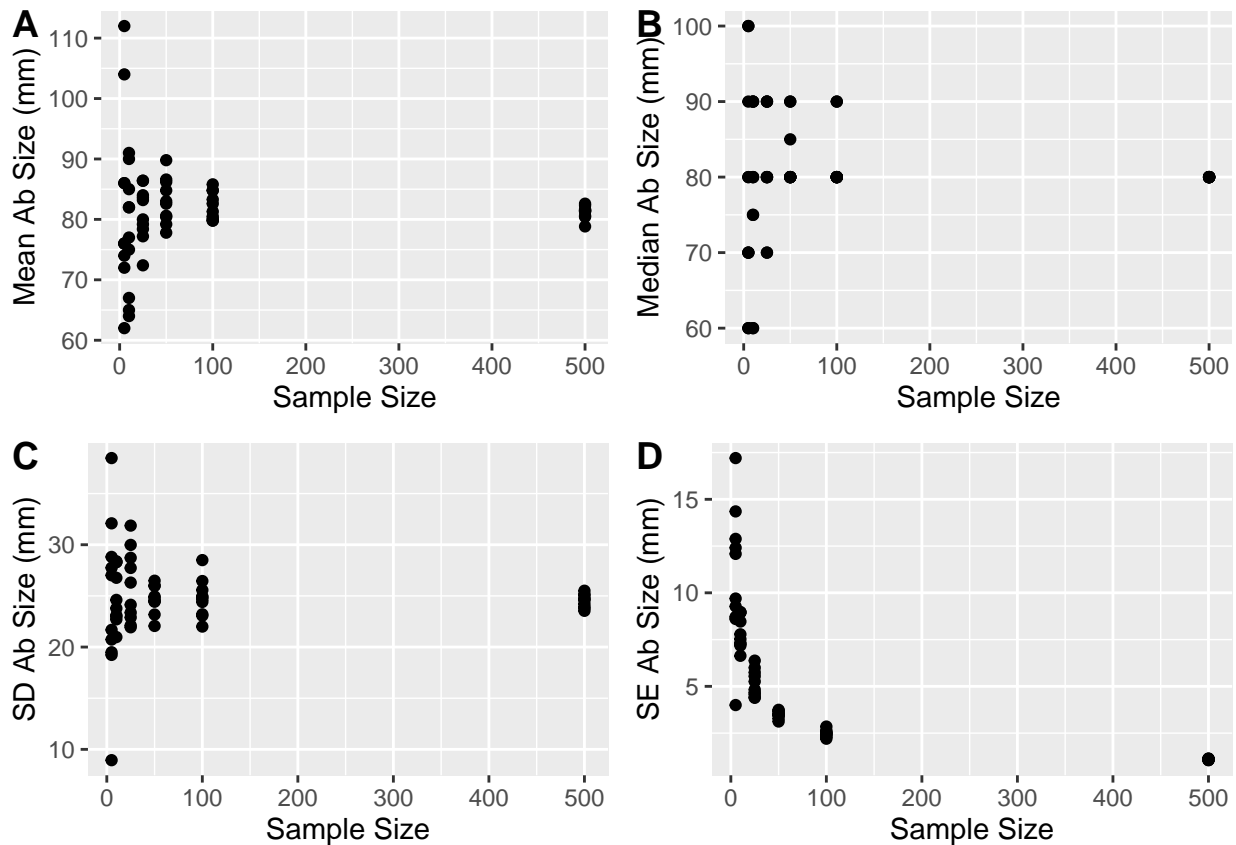 A
Mean Ab Size (mm)
110
100
90
80
70
60
0 100 200 300 400 500
Sample Size
B
Median Ab Size (mm)
100
90
80
70
60
0 100 200 300 400 500
Sample Size
C
SD Ab Size (mm)
30
20
10
0 100 200 300 400 500
Sample Size
D
SE Ab Size (mm)
15
10
5
0 100 200 300 400 500
Sample Size